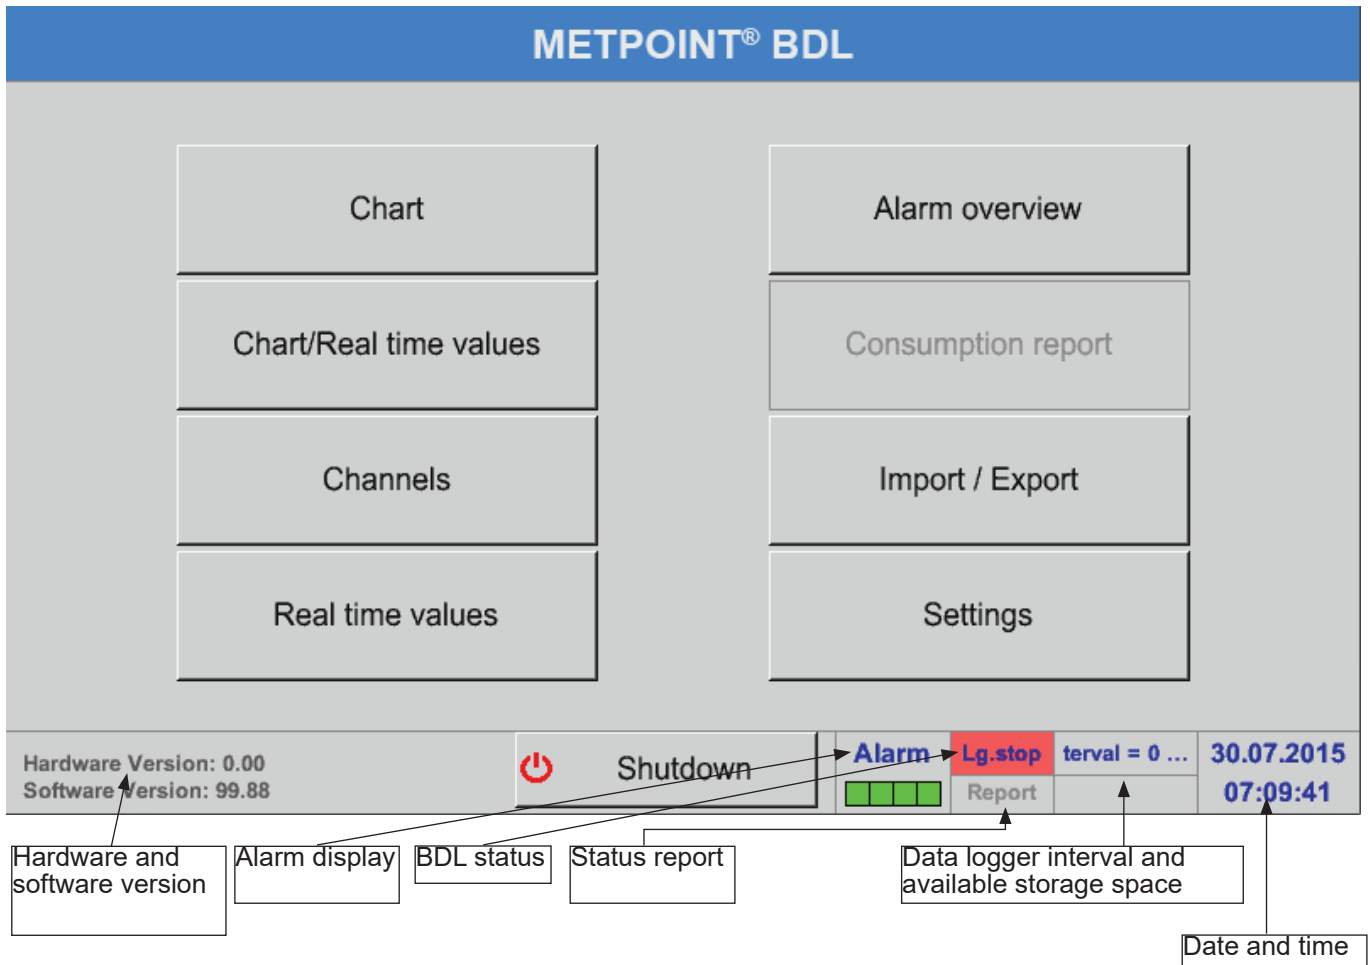 METPOINT® BDL
Chart
Alarm overview
Chart/Real time values
Consumption report
Channels
Import / Export
Real time values
Settings
Hardware Version: 0.00
Software Version: 99.88
Shutdown
Alarm
Lg.stop
Report
terval = 0 ...
30.07.2015
07:09:41
Hardware and
software version
Alarm display
BDL status
Status report
Data logger interval and
available storage space
Date and time